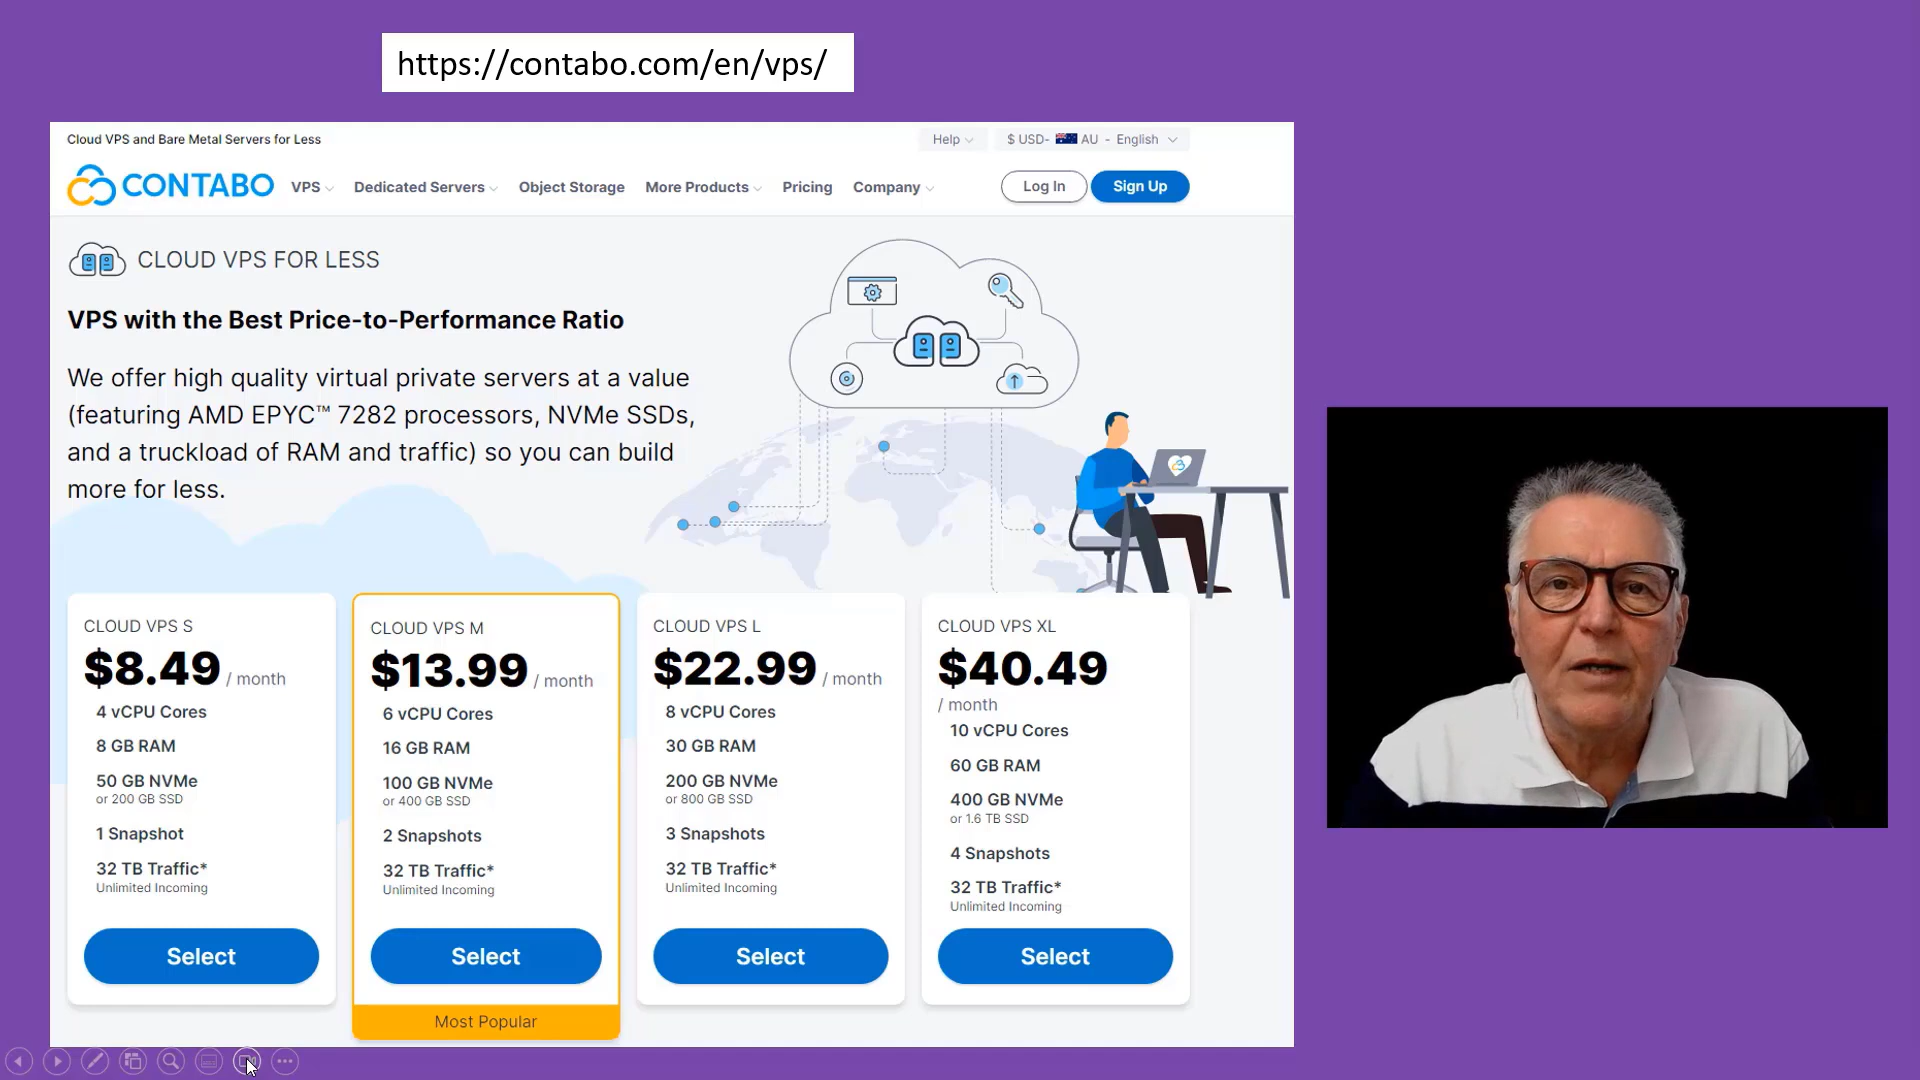 https://contabo.com/en/vps/
Cloud VPS and Bare Metal Servers for Less
Help
$ USD- AU - English
CONTABO
VPS
Dedicated Servers
Object Storage
More Products
Pricing
Company
Log In
Sign Up
CLOUD VPS FOR LESS
VPS with the Best Price-to-Performance Ratio
We offer high quality virtual private servers at a value
(featuring AMD EPYC™ 7282 processors, NVMe SSDs,
and a truckload of RAM and traffic) so you can build
more for less.
CLOUD VPS S
$8.49 / month
4 vCPU Cores
8 GB RAM
50 GB NVMe
or 200 GB SSD
1 Snapshot
32 TB Traffic*
Unlimited Incoming
Select
CLOUD VPS M
$13.99 / month
6 vCPU Cores
16 GB RAM
100 GB NVMe
or 400 GB SSD
2 Snapshots
32 TB Traffic*
Unlimited Incoming
Select
Most Popular
CLOUD VPS L
$22.99 / month
8 vCPU Cores
30 GB RAM
200 GB NVMe
or 800 GB SSD
3 Snapshots
32 TB Traffic*
Unlimited Incoming
Select
CLOUD VPS XL
$40.49
/ month
10 vCPU Cores
60 GB RAM
400 GB NVMe
or 1.6 TB SSD
4 Snapshots
32 TB Traffic*
Unlimited Incoming
Select